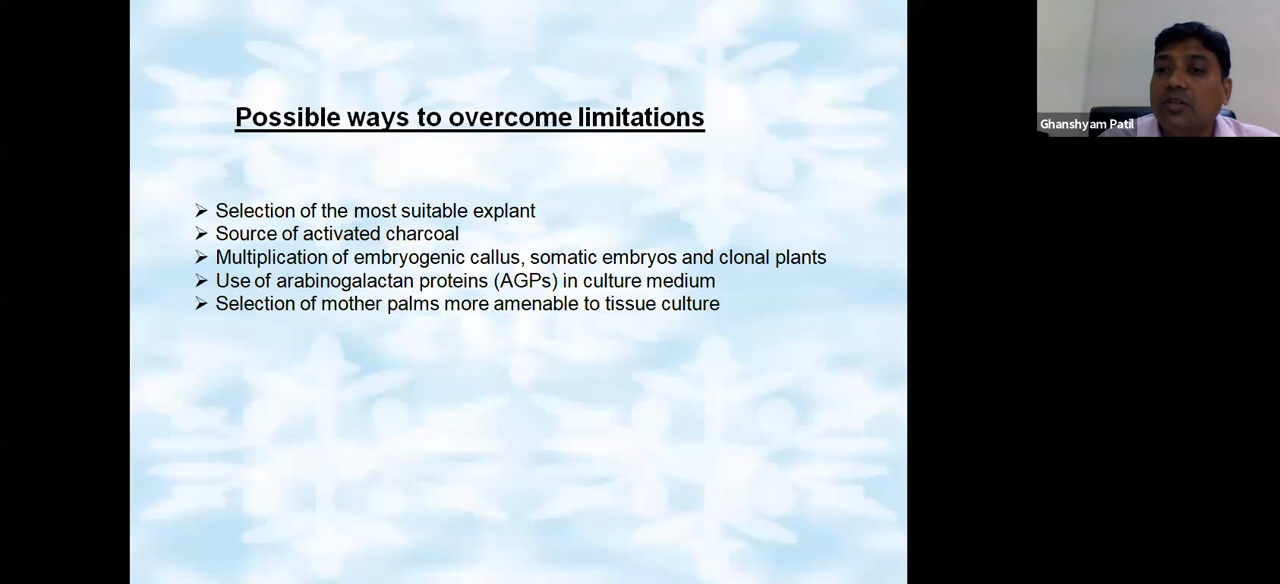 Possible ways to overcome limitations
➢ Selection of the most suitable explant
➢ Source of activated charcoal
➢ Multiplication of embryogenic callus, somatic embryos and clonal plants
➢ Use of arabinogalactan proteins (AGPs) in culture medium
➢ Selection of mother palms more amenable to tissue culture
Ghanshyam Patil